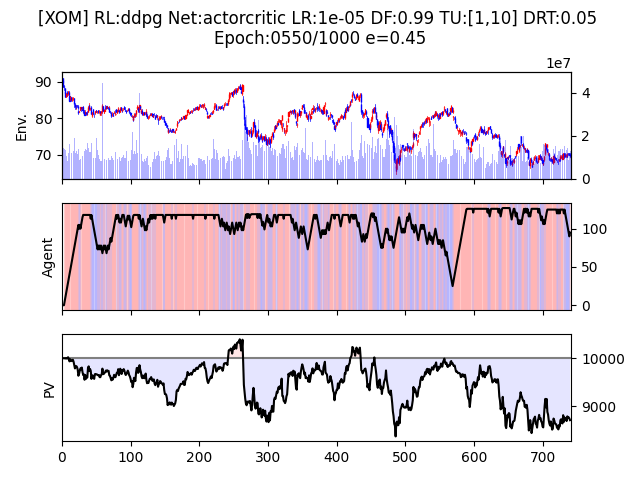 [XOM] RL:ddpg Net:actorcritic LR:1e-05 DF:0.99 TU:[1,10] DRT:0.05
Epoch:0550/1000 e=0.45
1e7
90
80
70
Env.
4
2
0
Agent
100
50
0
PV
10000
9000
0 100 200 300 400 500 600 700